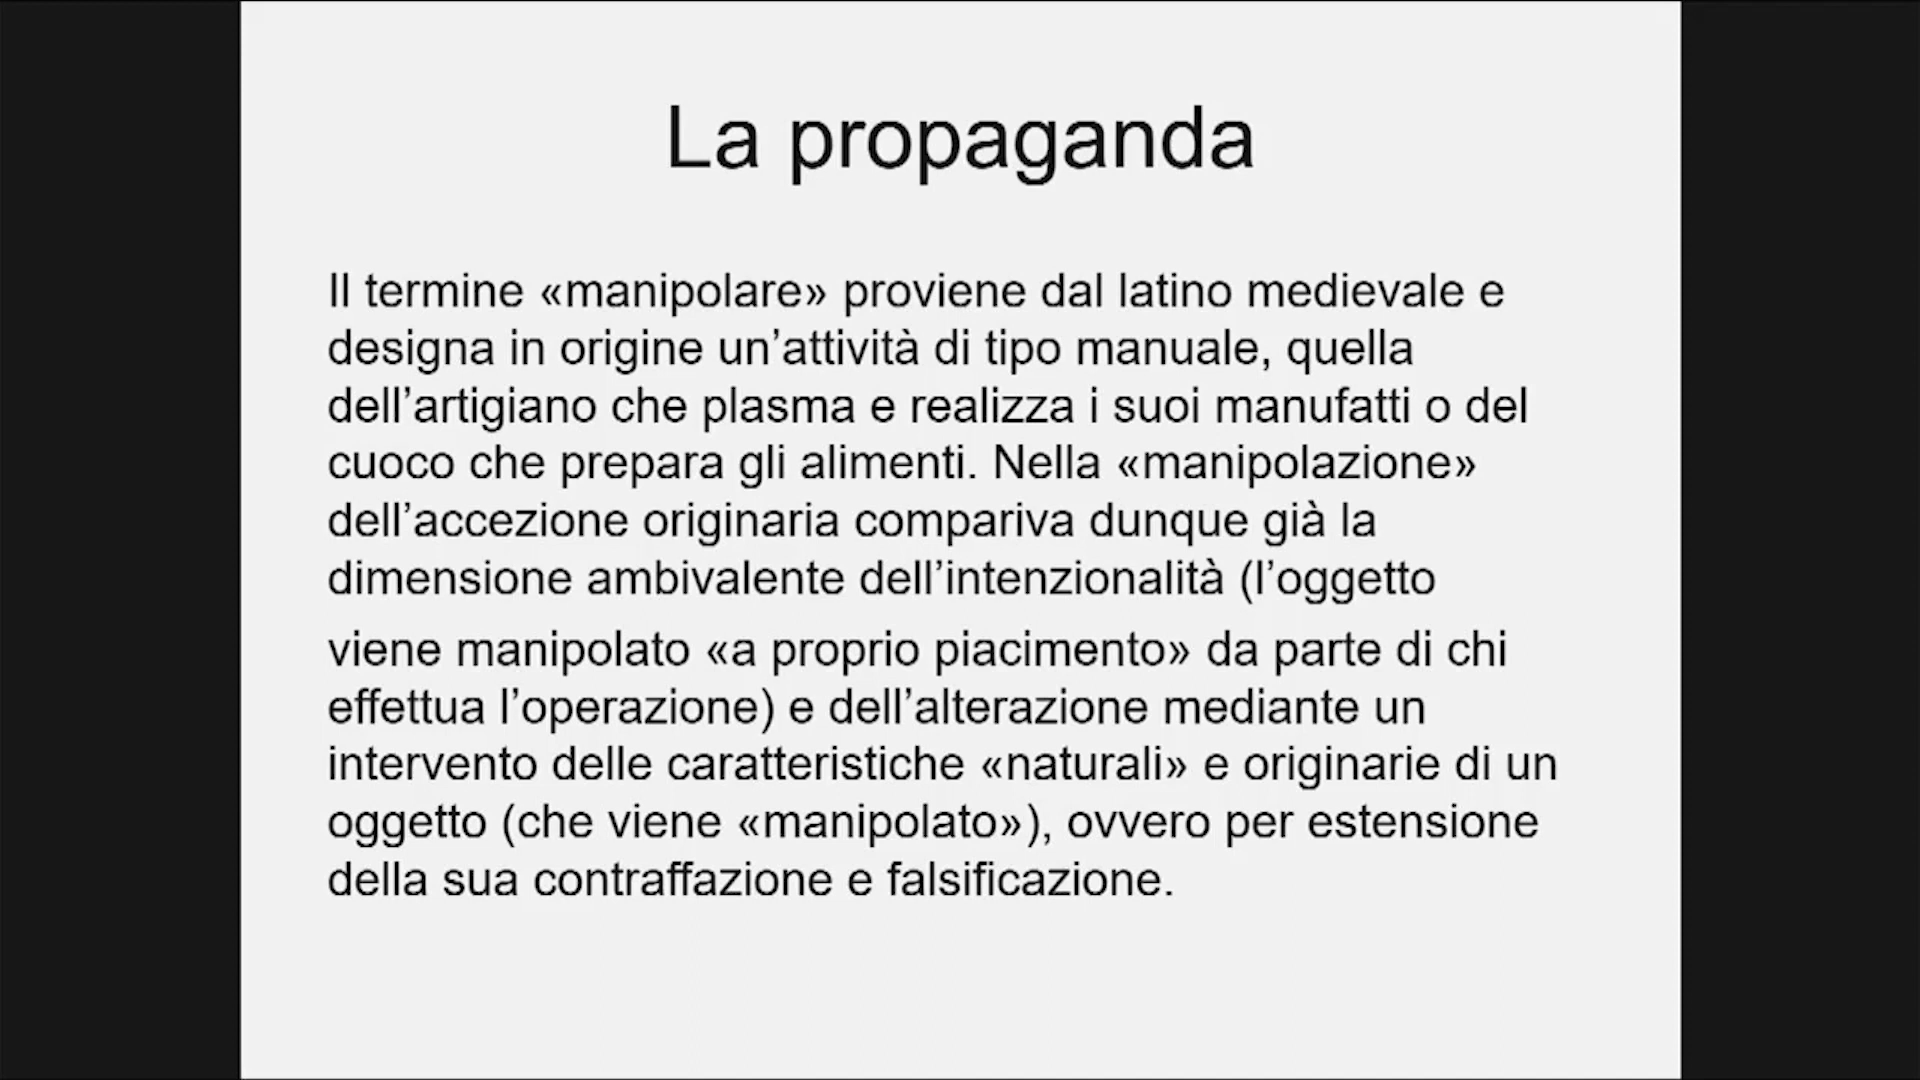 La propaganda
Il termine «manipolare» proviene dal latino medievale e
designa in origine un’attività di tipo manuale, quella
dell’artigiano che plasma e realizza i suoi manufatti o del
cuoco che prepara gli alimenti. Nella «manipolazione»
dell’accezione originaria compariva dunque già la
dimensione ambivalente dell’intenzionalità (l’oggetto
viene manipolato «a proprio piacimento» da parte di chi
effettua l’operazione) e dell’alterazione mediante un
intervento delle caratteristiche «naturali» e originarie di un
oggetto (che viene «manipolato»), ovvero per estensione
della sua contraffazione e falsificazione.